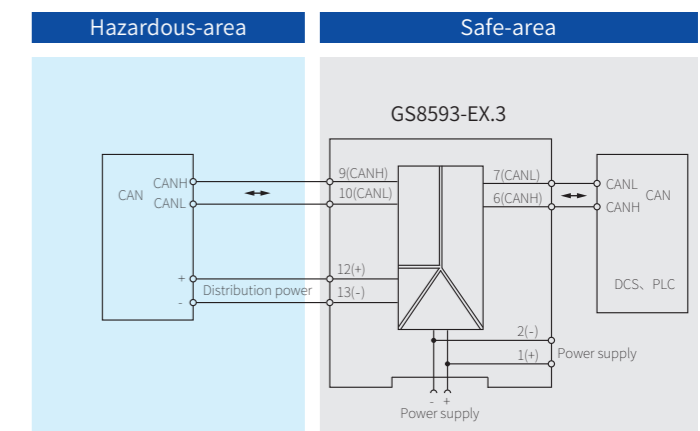 Hazardous-area
Safe-area
GS8593-EX.3
CANH
CAN
CANL
9(CANH)
10(CANL)
7(CANL)
6(CANH)
CANL
CAN
CANH
+
-
Distribution power
12(+)
13(-)
DCS、PLC
2(-)
1(+)
Power supply
- +
Power supply